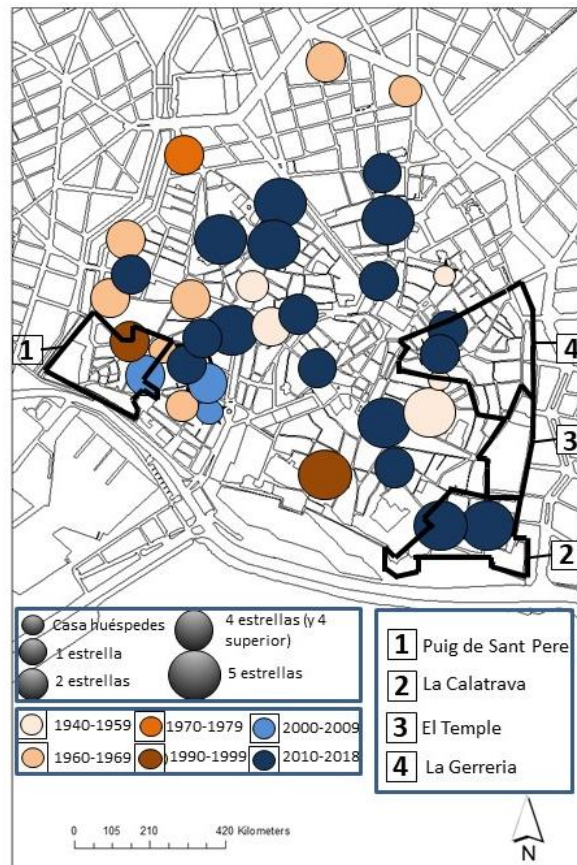 1
4
3
2
Casa huéspedes
1 estrella
2 estrellas
4 estrellas (y 4
superior)
5 estrellas
1940-1959
1970-1979
2000-2009
1960-1969
1990-1999
2010-2018
1 Puig de Sant Pere
2 La Calatrava
3 El Temple
4 La Gerreria
0 105 210 420 Kilometers
N